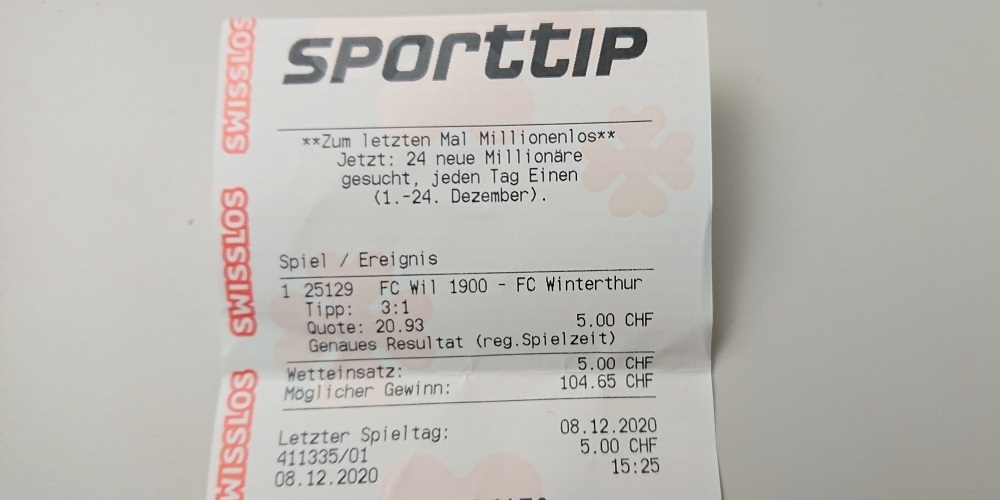 SPOrttIP
**Zum letzten Mal Millionenlos**
Jetzt: 24 neue Millionäre
gesucht, jeden Tag Einen
(1.-24. Dezember).
Spiel / Ereignis
1 25129 FC Wil 1900 - FC Winterthur
Tipp: 3:1
Quote: 20.93 5.00 CHF
Genaues Resultat (reg.Spielzeit)
Wetteinsatz: 5.00 CHF
Möglicher Gewinn: 104.65 CHF
Letzter Spieltag: 08.12.2020
411335/01 5.00 CHF
08.12.2020 15:25
SWISSLOS
SWISSLOS
SWISSLOS